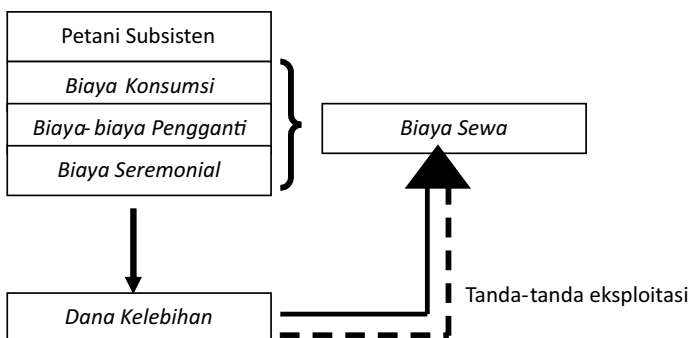 Petani Subsisten
Biaya Konsumsi
Biaya-biaya Pengganti
Biaya Seremonial
Biaya Sewa
Tanda-tanda eksploitasi
Dana Kelebihan